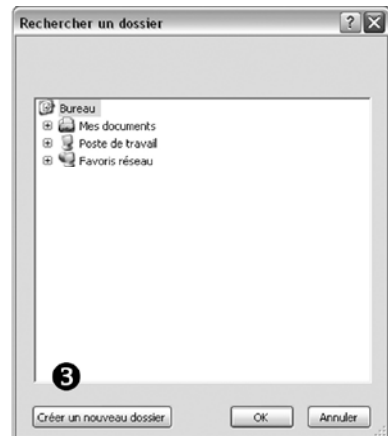 Rechercher un dossier
Bureau
Mes documents
Poste de travail
Favoris réseau
3
Créer un nouveau dossier OK Annuler